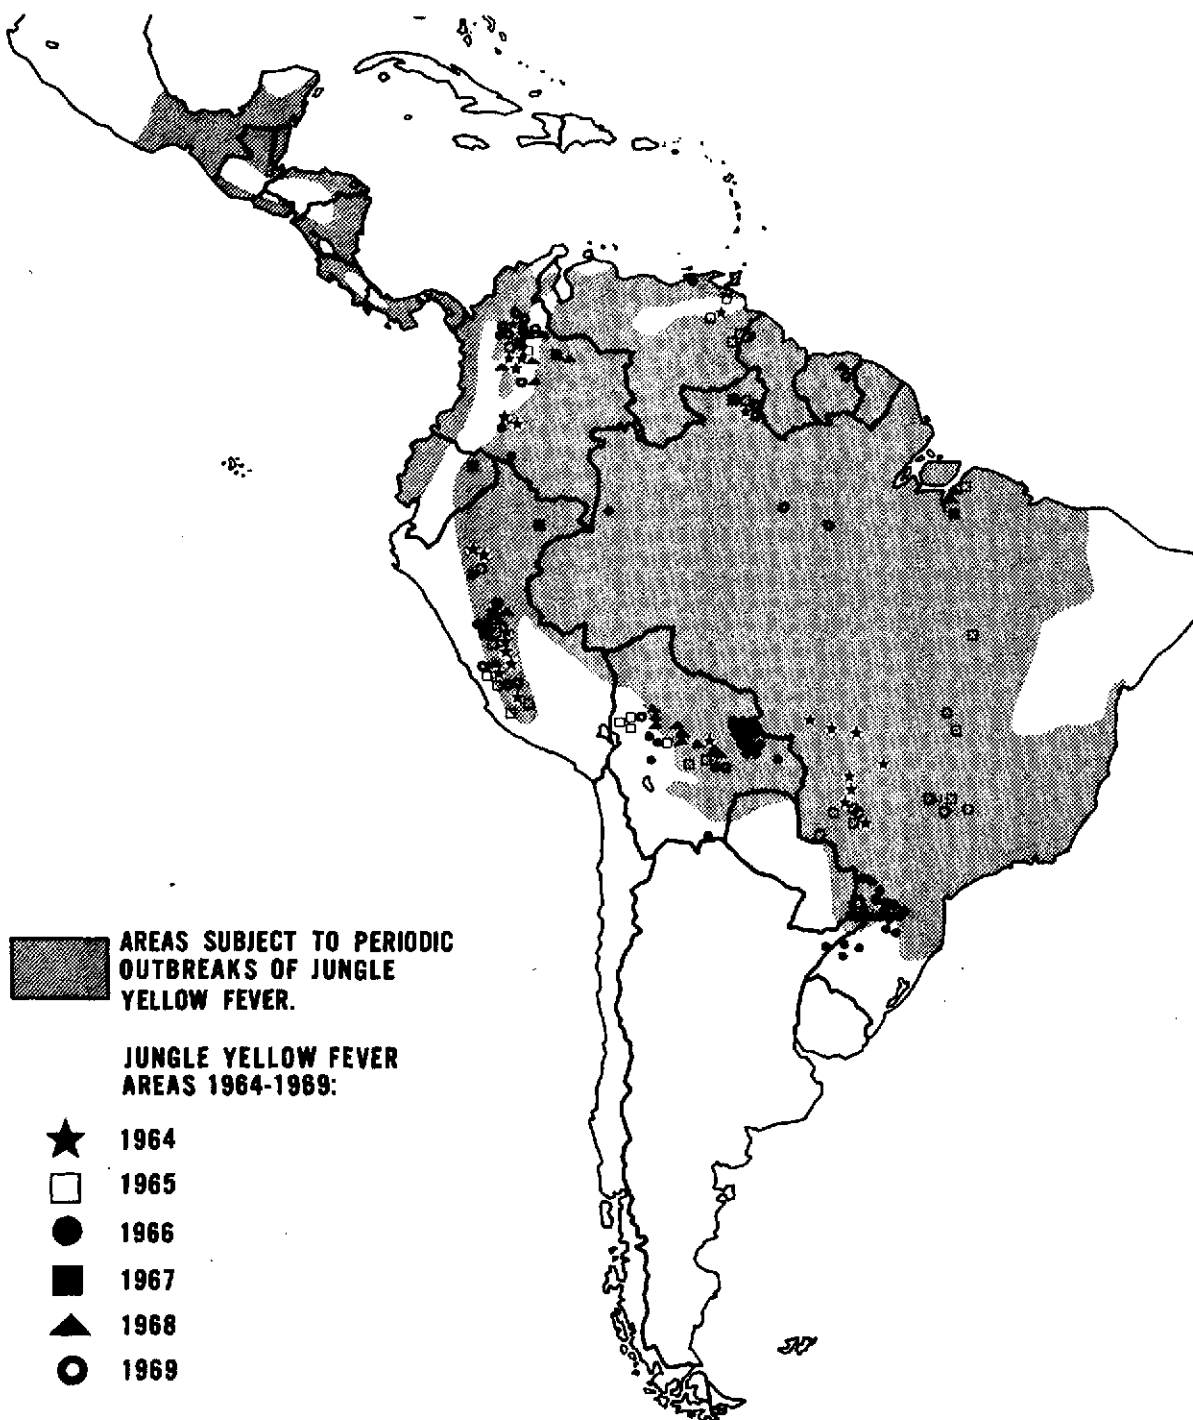 AREAS SUBJECT TO PERIODIC
OUTBREAKS OF JUNGLE
YELLOW FEVER.
JUNGLE YELLOW FEVER
AREAS 1964-1969:
1964
1965
1966
1967
1968
1969